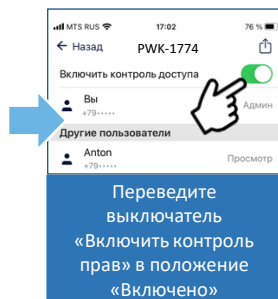 MTS RUS 17:02 76 %
Назад PWK-1774
Включить контроль доступа
Вы Админ
+79·····
Другие пользователи
Anton Просмотр
+79·····
Переведите
выключатель
«Включить контроль
прав» в положение
«Включено»